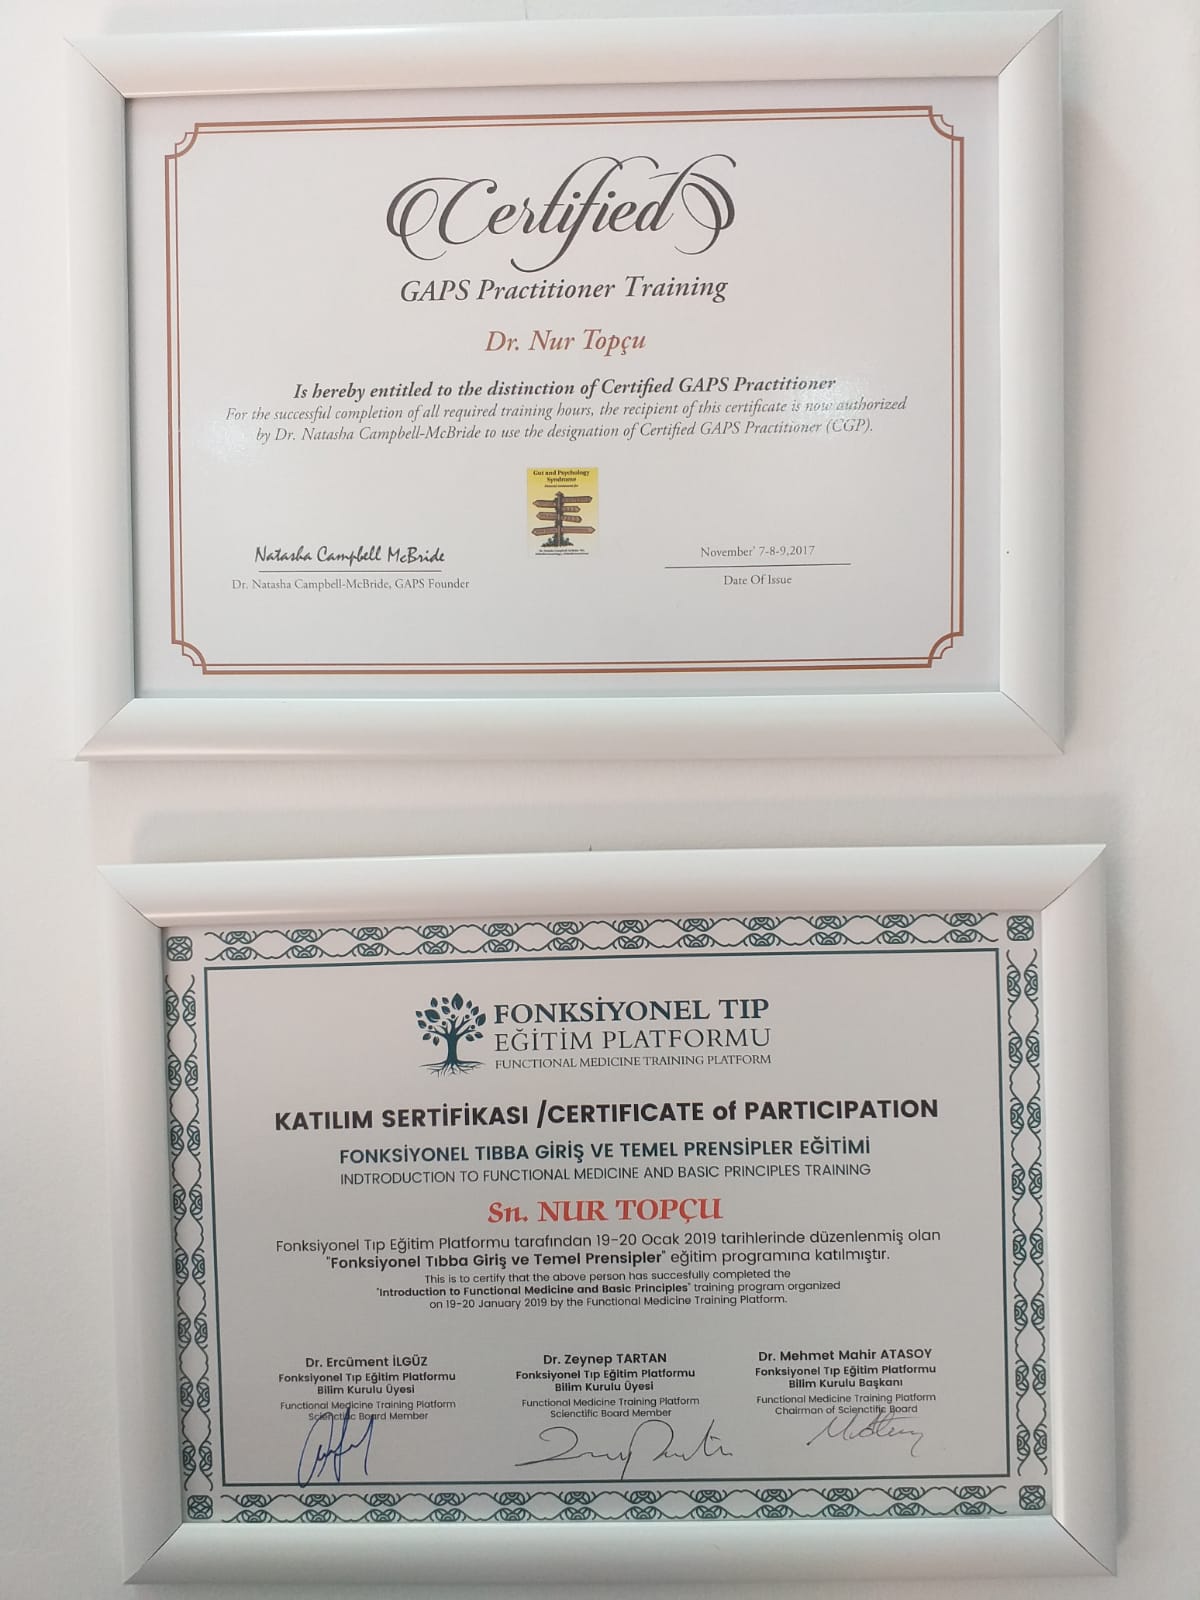 Certified
GAPS Practitioner Training
Dr. Nur Topçu
Is hereby entitled to the distinction of Certified GAPS Practitioner
For the successful completion of all required training hours, the recipient of this certificate is now authorized
by Dr. Natasha Campbell-McBride to use the designation of Certified GAPS Practitioner (CGP).
Gut and Psychology
Syndrome
Natasha Campbell McBride
Dr. Natasha Campbell-McBride, GAPS Founder
November' 7-8-9,2017
Date Of Issue
FONKSİYONEL TIP
EĞİTİM PLATFORMU
FUNCTIONAL MEDICINE TRAINING PLATFORM
KATILIM SERTİFİKASI /CERTIFICATE of PARTICIPATION
FONKSİYONEL TIBBA GİRİŞ VE TEMEL PRENSİPLER EĞİTİMİ
INDTRODUCTION TO FUNCTIONAL MEDICINE AND BASIC PRINCIPLES TRAINING
Sn. NUR TOPÇU
Fonksiyonel Tıp Eğitim Platformu tarafından 19-20 Ocak 2019 tarihlerinde düzenlenmiş olan
"Fonksiyonel Tıbba Giriş ve Temel Prensipler" eğitim programına katılmıştır.
This is to certify that the above person has succesfully completed the
"Introduction to Functional Medicine and Basic Principles" training program organized
on 19-20 January 2019 by the Functional Medicine Training Platform.
Dr. Ercüment İLGÜZ
Fonksiyonel Tıp Eğitim Platformu
Bilim Kurulu Üyesi
Functional Medicine Training Platform
Scienctific Board Member
Dr. Zeynep TARTAN
Fonksiyonel Tıp Eğitim Platformu
Bilim Kurulu Üyesi
Functional Medicine Training Platform
Scienctific Board Member
Dr. Mehmet Mahir ATASOY
Fonksiyonel Tıp Eğitim Platformu
Bilim Kurulu Başkanı
Functional Medicine Training Platform
Chairman of Scienctific Board